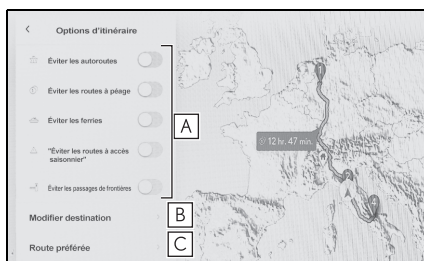 Options d'itinéraire
Éviter les autoroutes
Éviter les routes à péage
Éviter les ferries
"Éviter les routes à accès
saisonnier"
Éviter les passages de frontières
A
Modifier destination
B
Route préférée
C
12 hr. 47 min.